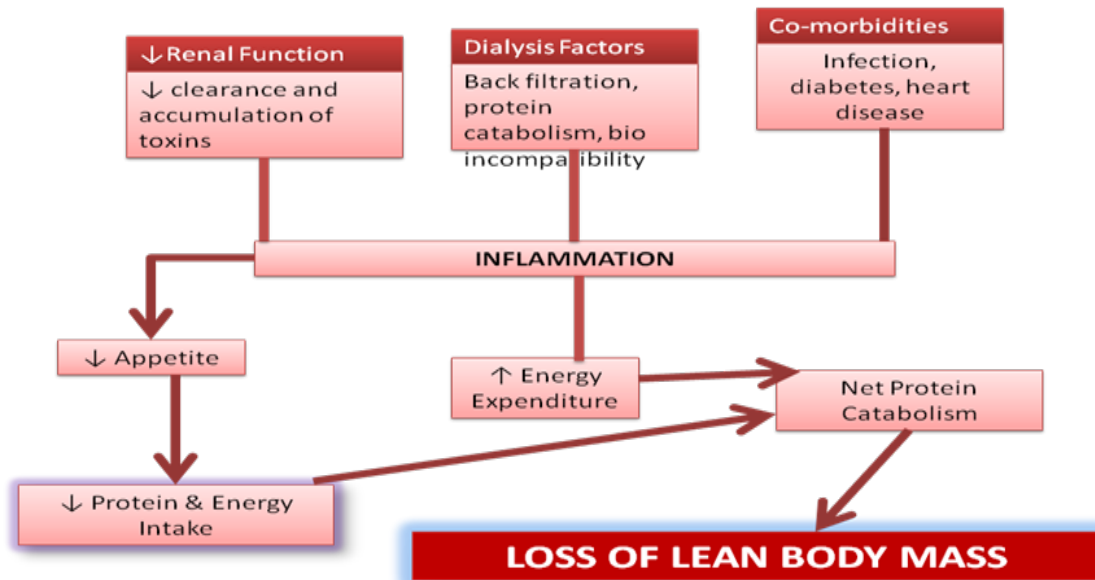 ↓ Renal Function
↓ clearance and
accumulation of
toxins
Dialysis Factors
Back filtration,
protein
catabolism, bio
incompatibility
Co-morbidities
Infection,
diabetes, heart
disease
INFLAMMATION
↓ Appetite
↑ Energy
Expenditure
Net Protein
Catabolism
↓ Protein & Energy
Intake
LOSS OF LEAN BODY MASS